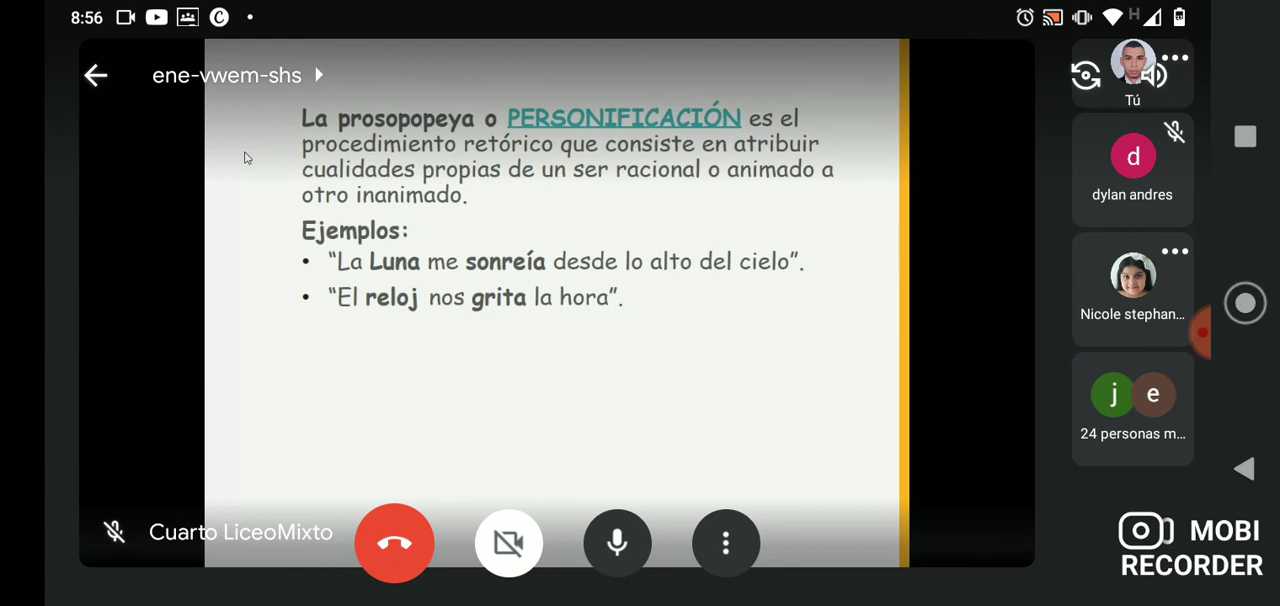 8:56
H
ene-vwem-shs
La prosopopeya o PERSONIFICACIÓN es el
procedimiento retórico que consiste en atribuir
cualidades propias de un ser racional o animado a
otro inanimado.
Ejemplos:
• “La Luna me sonreía desde lo alto del cielo”.
• “El reloj nos grita la hora”.
Cuarto LiceoMixto
Tú
d
dylan andres
Nicole stephan...
j e
24 personas m...
MOBI
RECORDER